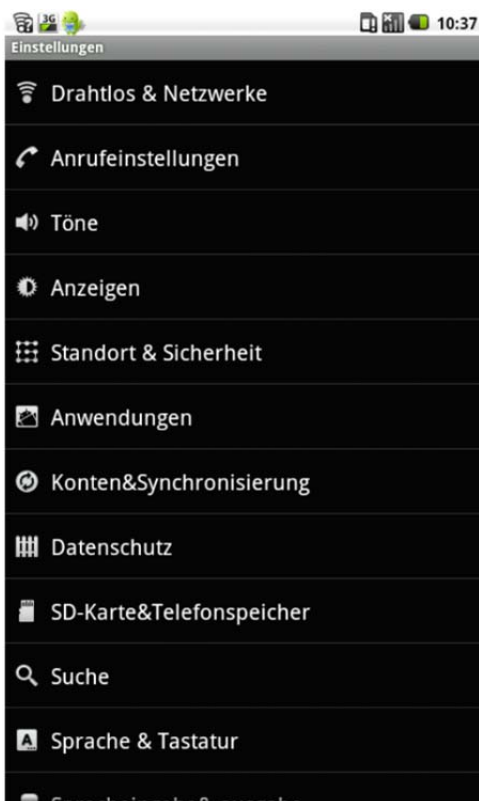 3G
10:37
Einstellungen
Drahtlos & Netzwerke
Anrufeinstellungen
Töne
Anzeigen
Standort & Sicherheit
Anwendungen
Konten&Synchronisierung
Datenschutz
SD-Karte&Telefonspeicher
Suche
A
Sprache & Tastatur